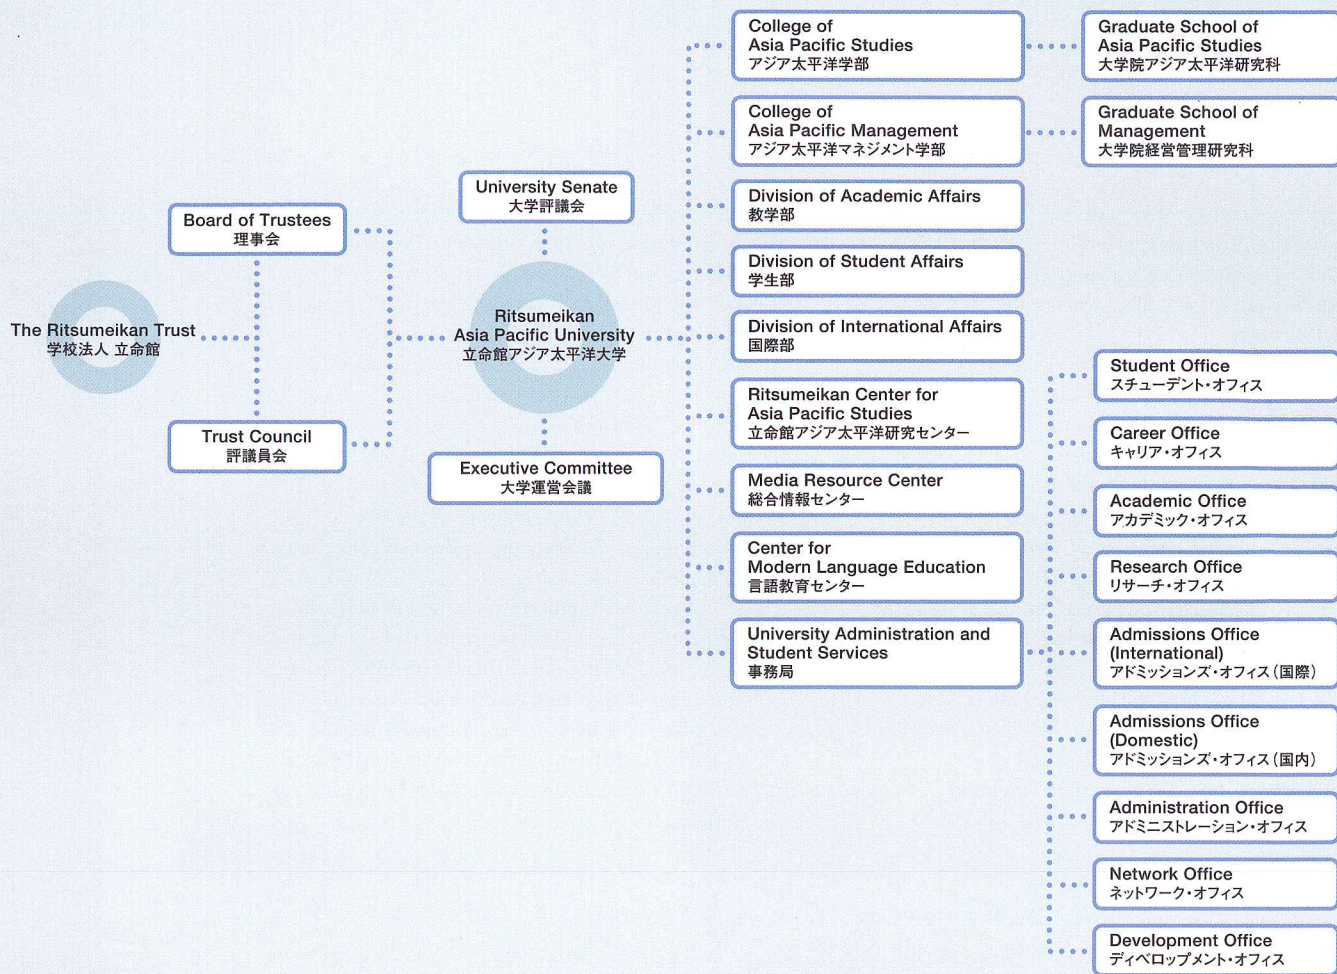 The Ritsumeikan Trust
学校法人 立命館
Board of Trustees
理事会
Trust Council
評議員会
University Senate
大学評議会
Ritsumeikan
Asia Pacific University
立命館アジア太平洋大学
Executive Committee
大学運営会議
College of
Asia Pacific Studies
アジア太平洋学部
Graduate School of
Asia Pacific Studies
大学院アジア太平洋研究科
College of
Asia Pacific Management
アジア太平洋マネジメント学部
Graduate School of
Management
大学院経営管理研究科
Division of Academic Affairs
教学部
Division of Student Affairs
学生部
Division of International Affairs
国際部
Ritsumeikan Center for
Asia Pacific Studies
立命館アジア太平洋研究センター
Media Resource Center
総合情報センター
Center for
Modern Language Education
言語教育センター
University Administration and
Student Services
事務局
Student Office
スチューデント・オフィス
Career Office
キャリア・オフィス
Academic Office
アカデミック・オフィス
Research Office
リサーチ・オフィス
Admissions Office
(International)
アドミッションズ・オフィス(国際)
Admissions Office
(Domestic)
アドミッションズ・オフィス(国内)
Administration Office
アドミニストレーション・オフィス
Network Office
ネットワーク・オフィス
Development Office
ディベロップメント・オフィス